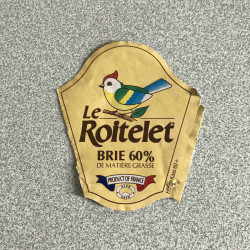 Le
Roitelet
BRIE 60%
DE MATIÈRE GRASSE
PRODUCT OF FRANCE